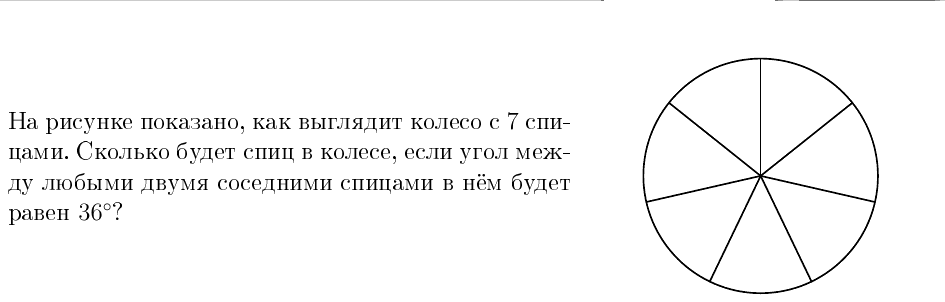 На рисунке показано, как выглядит колесо с 7 спи-
цами. Сколько будет спиц в колесе, если угол меж-
ду любыми двумя соседними спицами в нём будет
равен 36°?